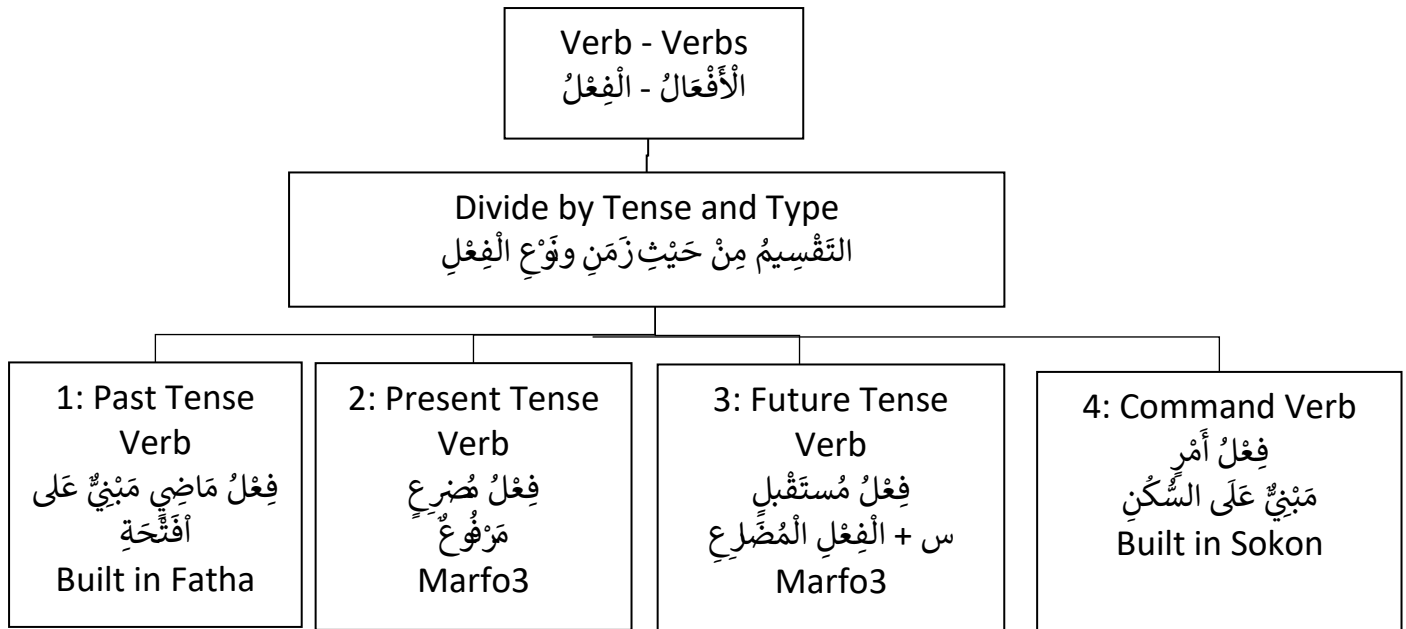 Verb - Verbs
الْأَفْعَالُ - الْفِعْلُ
Divide by Tense and Type
التَقْسِيمُ مِنْ حَيْثِ زَمَنِ ونَوْعِ الْفِعْلِ
1: Past Tense
Verb
فِعْلُ مَاضِيٍ مَبْنِيٌّ عَلى
اْفَتْحَةِ
Built in Fatha
2: Present Tense
Verb
فِعْلُ مُضرِعٍ
مَرْفُوعٌ
Marfo3
3: Future Tense
Verb
فِعْلُ مُستَقْبلٍ
س + الْفِعْلِ الْمُضَارِعِ
Marfo3
4: Command Verb
فِعْلُ أَمْرٍ
مَبْنِيٌّ عَلَى السُّكُنِ
Built in Sokon